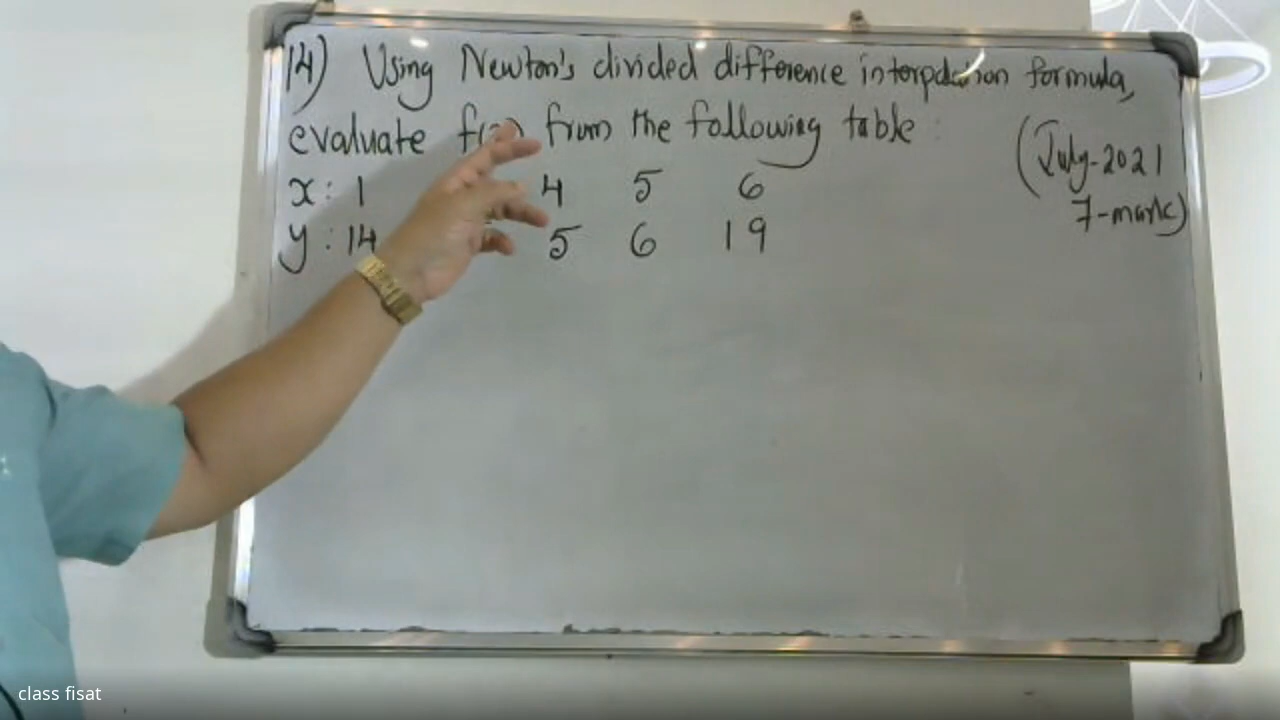 14) Using Newton's divided difference interpolation formula,
evaluate from the following table :
(July-2021
7-mark)
x : 1 4 5 6
y : 14 5 6 19
class fisat